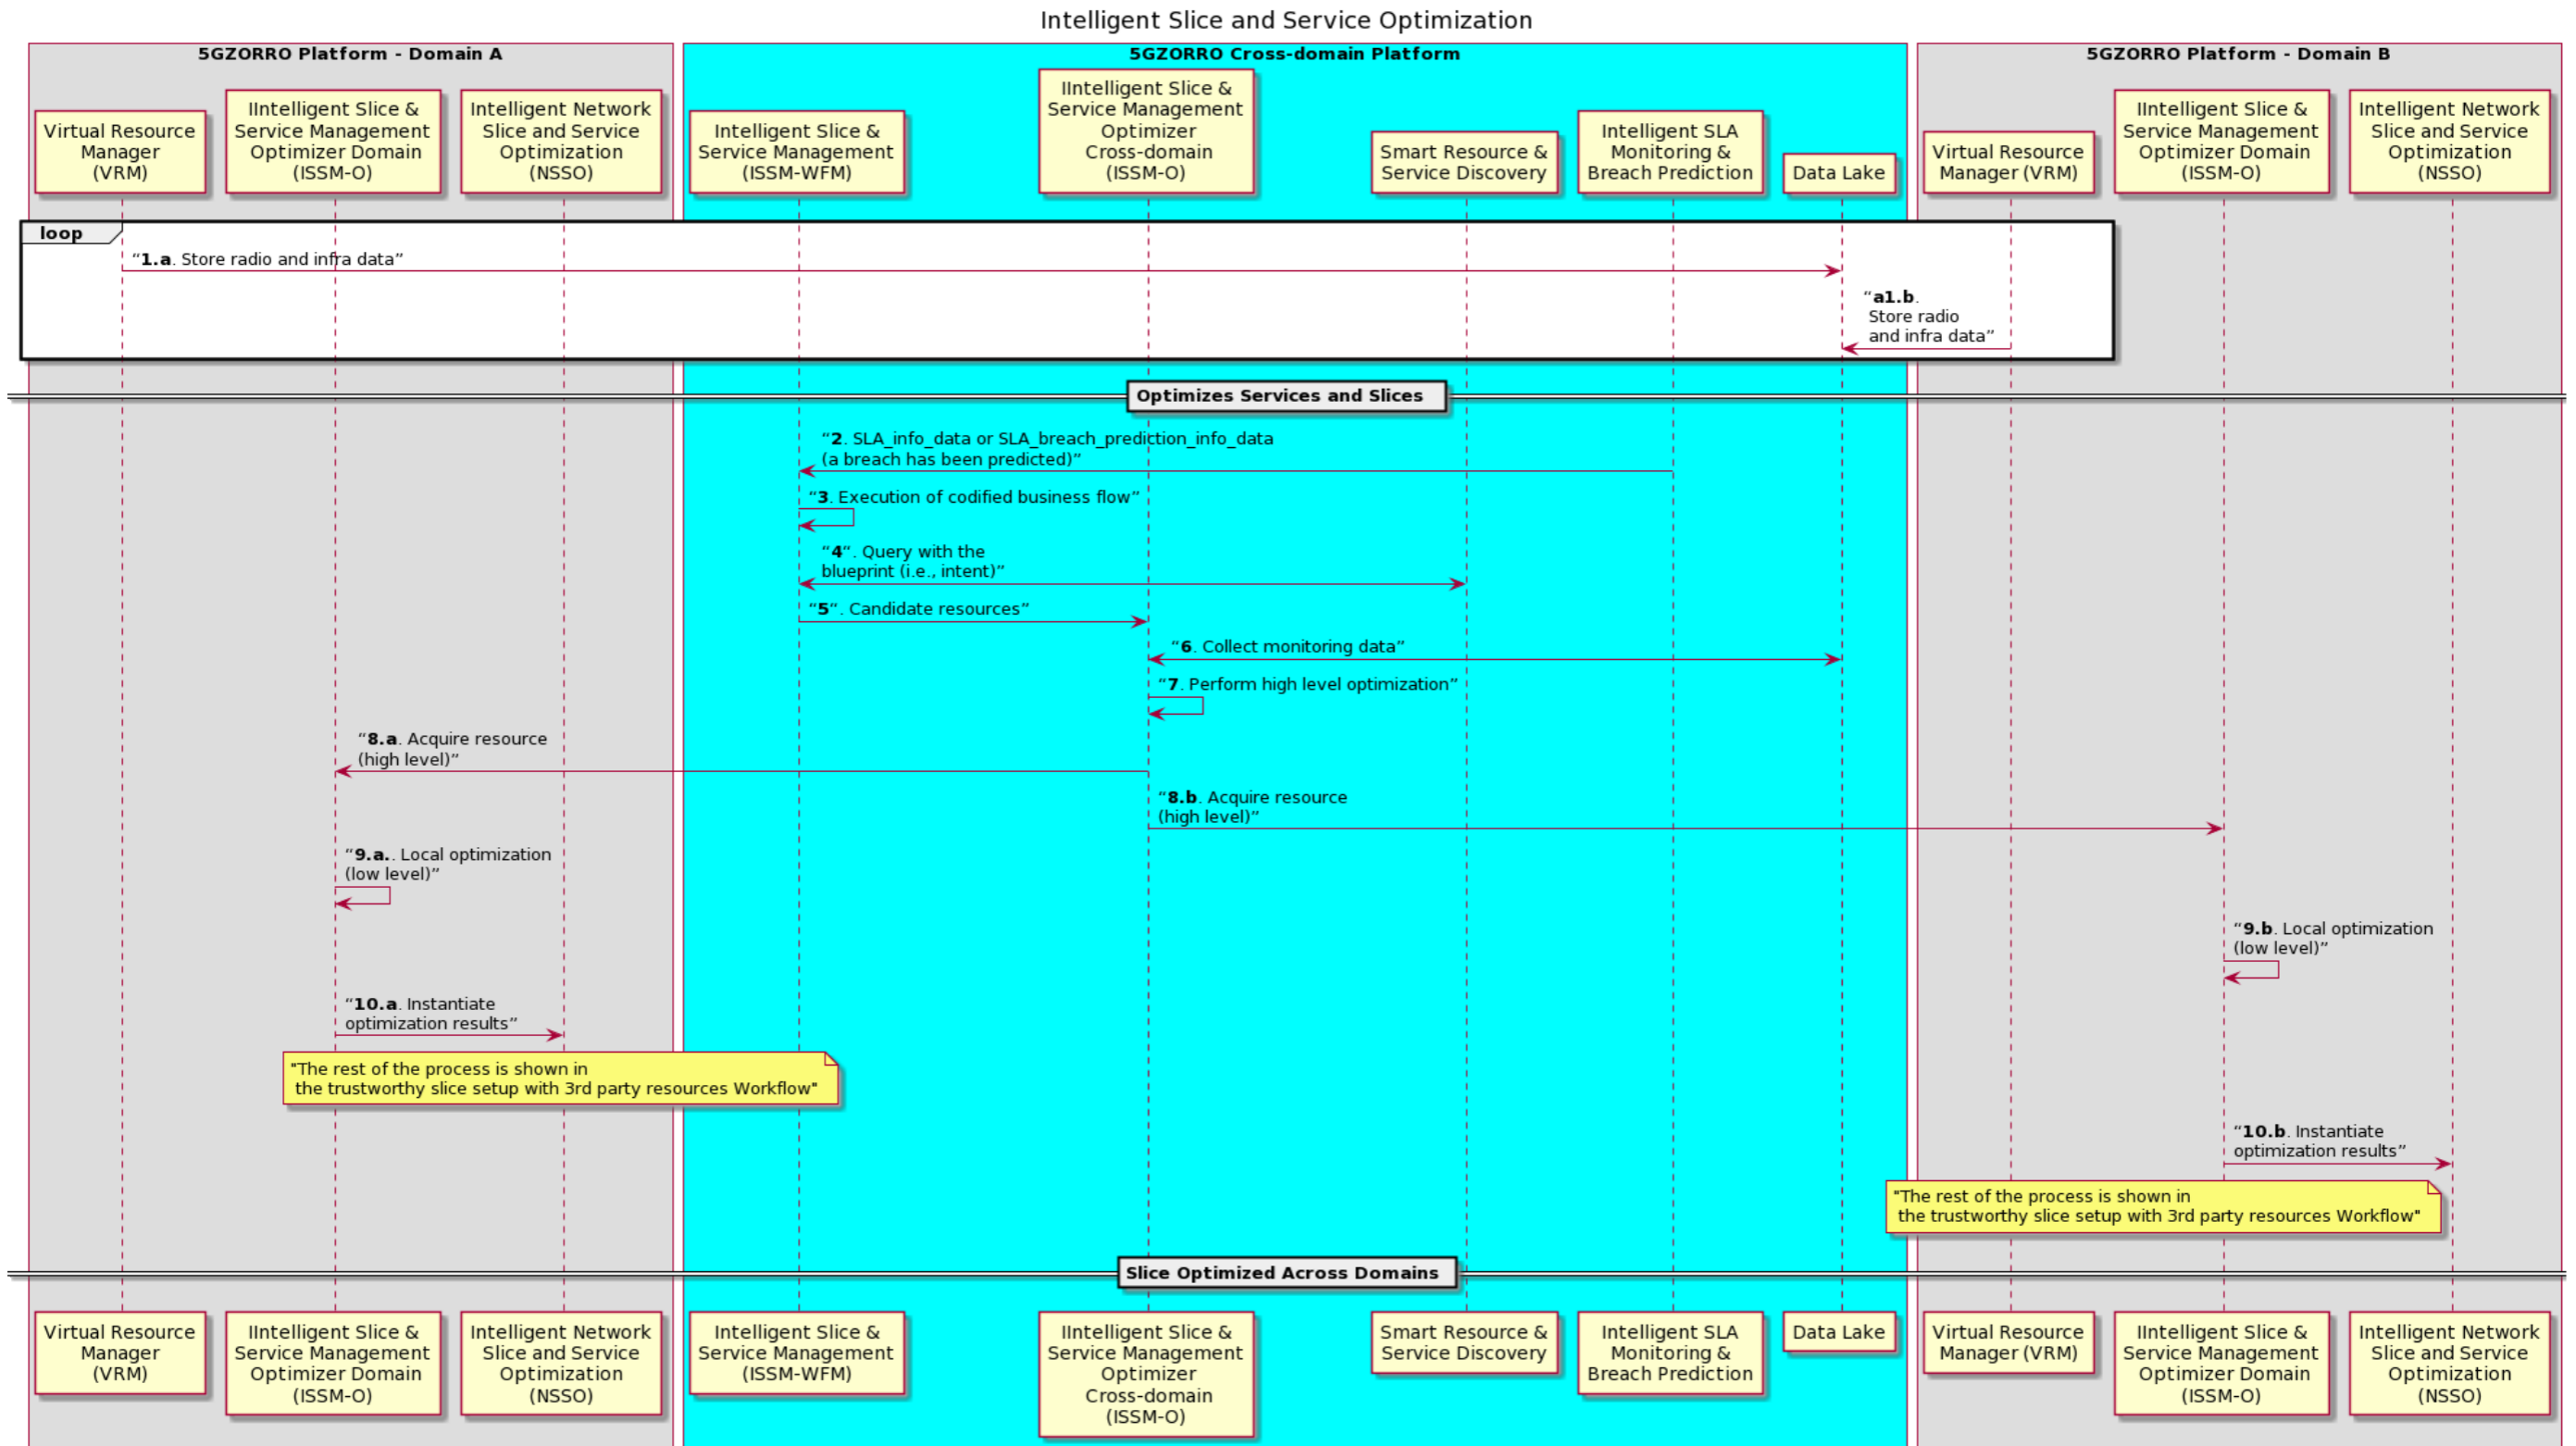 Intelligent Slice and Service Optimization
5GZORRO Platform - Domain A
5GZORRO Cross-domain Platform
5GZORRO Platform - Domain B
Virtual Resource
Manager
(VRM)
IIntelligent Slice &
Service Management
Optimizer Domain
(ISSM-O)
Intelligent Network
Slice and Service
Optimization
(NSSO)
Intelligent Slice &
Service Management
(ISSM-WFM)
IIntelligent Slice &
Service Management
Optimizer
Cross-domain
(ISSM-O)
Smart Resource &
Service Discovery
Intelligent SLA
Monitoring &
Breach Prediction
Data Lake
Virtual Resource
Manager (VRM)
IIntelligent Slice &
Service Management
Optimizer Domain
(ISSM-O)
Intelligent Network
Slice and Service
Optimization
(NSSO)
loop
“1.a. Store radio and infra data”
“a1.b.
Store radio
and infra data”
Optimizes Services and Slices
“2. SLA_info_data or SLA_breach_prediction_info_data
(a breach has been predicted)”
“3. Execution of codified business flow”
“4“. Query with the
blueprint (i.e., intent)”
“5“. Candidate resources”
“6. Collect monitoring data”
“7. Perform high level optimization”
“8.a. Acquire resource
(high level)”
“8.b. Acquire resource
(high level)”
“9.a.. Local optimization
(low level)”
“9.b. Local optimization
(low level)”
“10.a. Instantiate
optimization results”
"The rest of the process is shown in
the trustworthy slice setup with 3rd party resources Workflow"
“10.b. Instantiate
optimization results”
"The rest of the process is shown in
the trustworthy slice setup with 3rd party resources Workflow"
Slice Optimized Across Domains
Virtual Resource
Manager
(VRM)
IIntelligent Slice &
Service Management
Optimizer Domain
(ISSM-O)
Intelligent Network
Slice and Service
Optimization
(NSSO)
Intelligent Slice &
Service Management
(ISSM-WFM)
IIntelligent Slice &
Service Management
Optimizer
Cross-domain
(ISSM-O)
Smart Resource &
Service Discovery
Intelligent SLA
Monitoring &
Breach Prediction
Data Lake
Virtual Resource
Manager (VRM)
IIntelligent Slice &
Service Management
Optimizer Domain
(ISSM-O)
Intelligent Network
Slice and Service
Optimization
(NSSO)